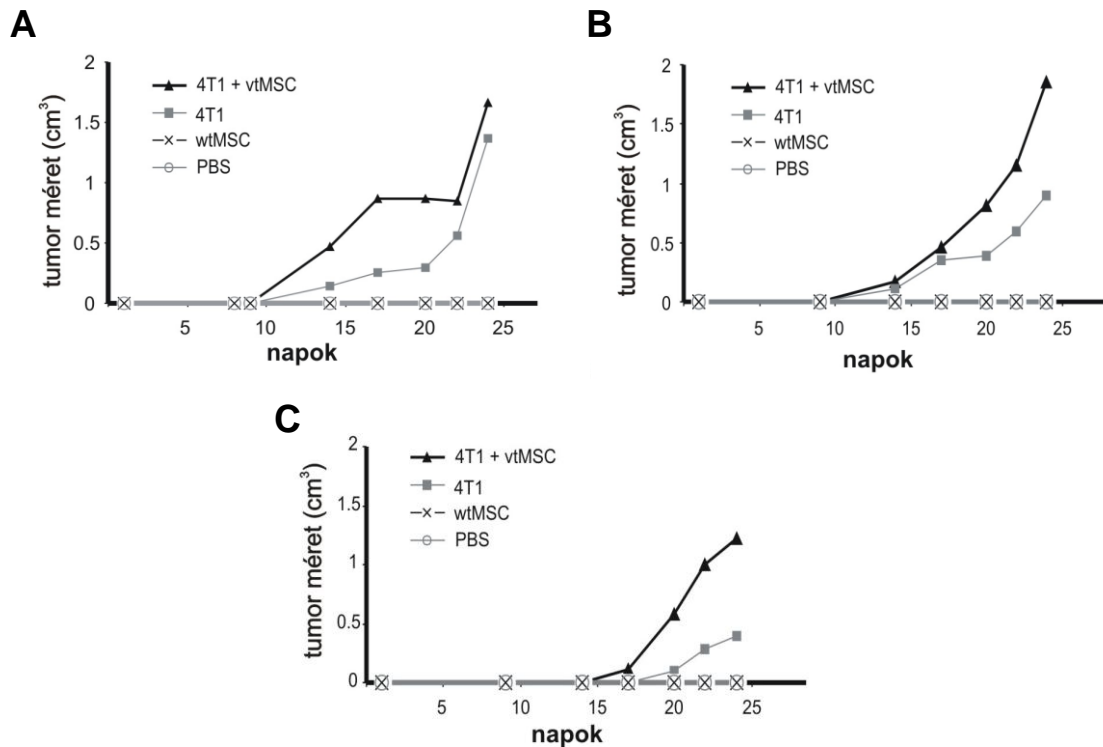 A
tumor méret (cm³)
2
1.5
1
0.5
0
4T1 + vtMSC
4T1
wtMSC
PBS
5
10
15
20
25
napok
B
tumor méret (cm³)
2
1.5
1
0.5
0
4T1 + vtMSC
4T1
wtMSC
PBS
5
10
15
20
25
napok
C
tumor méret (cm³)
2
1.5
1
0.5
0
4T1 + vtMSC
4T1
wtMSC
PBS
5
10
15
20
25
napok